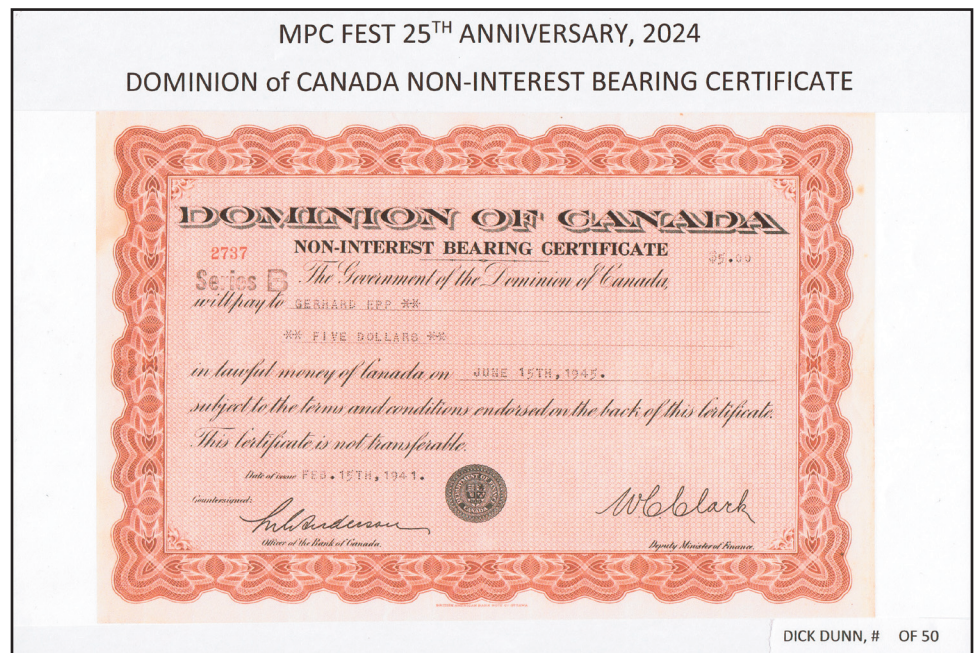 MPC FEST 25TH ANNIVERSARY, 2024
DOMINION of CANADA NON-INTEREST BEARING CERTIFICATE
DOMINION OF CANADA
NON-INTEREST BEARING CERTIFICATE
2737 $5.00
Series B The Government of the Dominion of Canada,
will pay to GERHARD EPP **
** FIVE DOLLARS **
in lawful money of Canada on JUNE 15TH, 1945.
subject to the terms and conditions endorsed on the back of this Certificate.
This Certificate is not transferable.
Date of issue FEB. 15TH, 1941.
Countersigned:
WCClark
Officer of the Bank of Canada.
Deputy Minister of Finance.
DICK DUNN, # OF 50